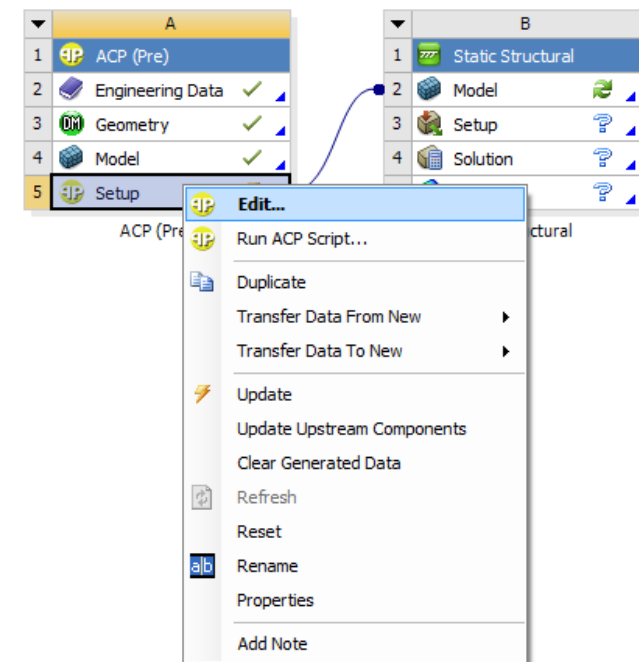 A
B
1 ACP (Pre)
1 Static Structural
2 Engineering Data
2 Model
3 DM Geometry
3 Setup
4 Model
4 Solution
5 Setup
ACP (Pre
ctural
Edit...
Run ACP Script...
Duplicate
Transfer Data From New
Transfer Data To New
Update
Update Upstream Components
Clear Generated Data
Refresh
Reset
a|b Rename
Properties
Add Note